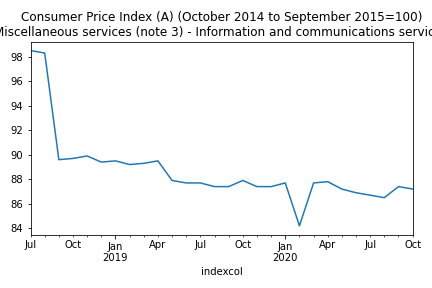 Consumer Price Index (A) (October 2014 to September 2015=100)
Miscellaneous services (note 3) - Information and communications servic
98
96
94
92
90
88
86
84
Jul Oct Jan Apr Jul Oct Jan Apr Jul Oct
2019 2020
indexcol